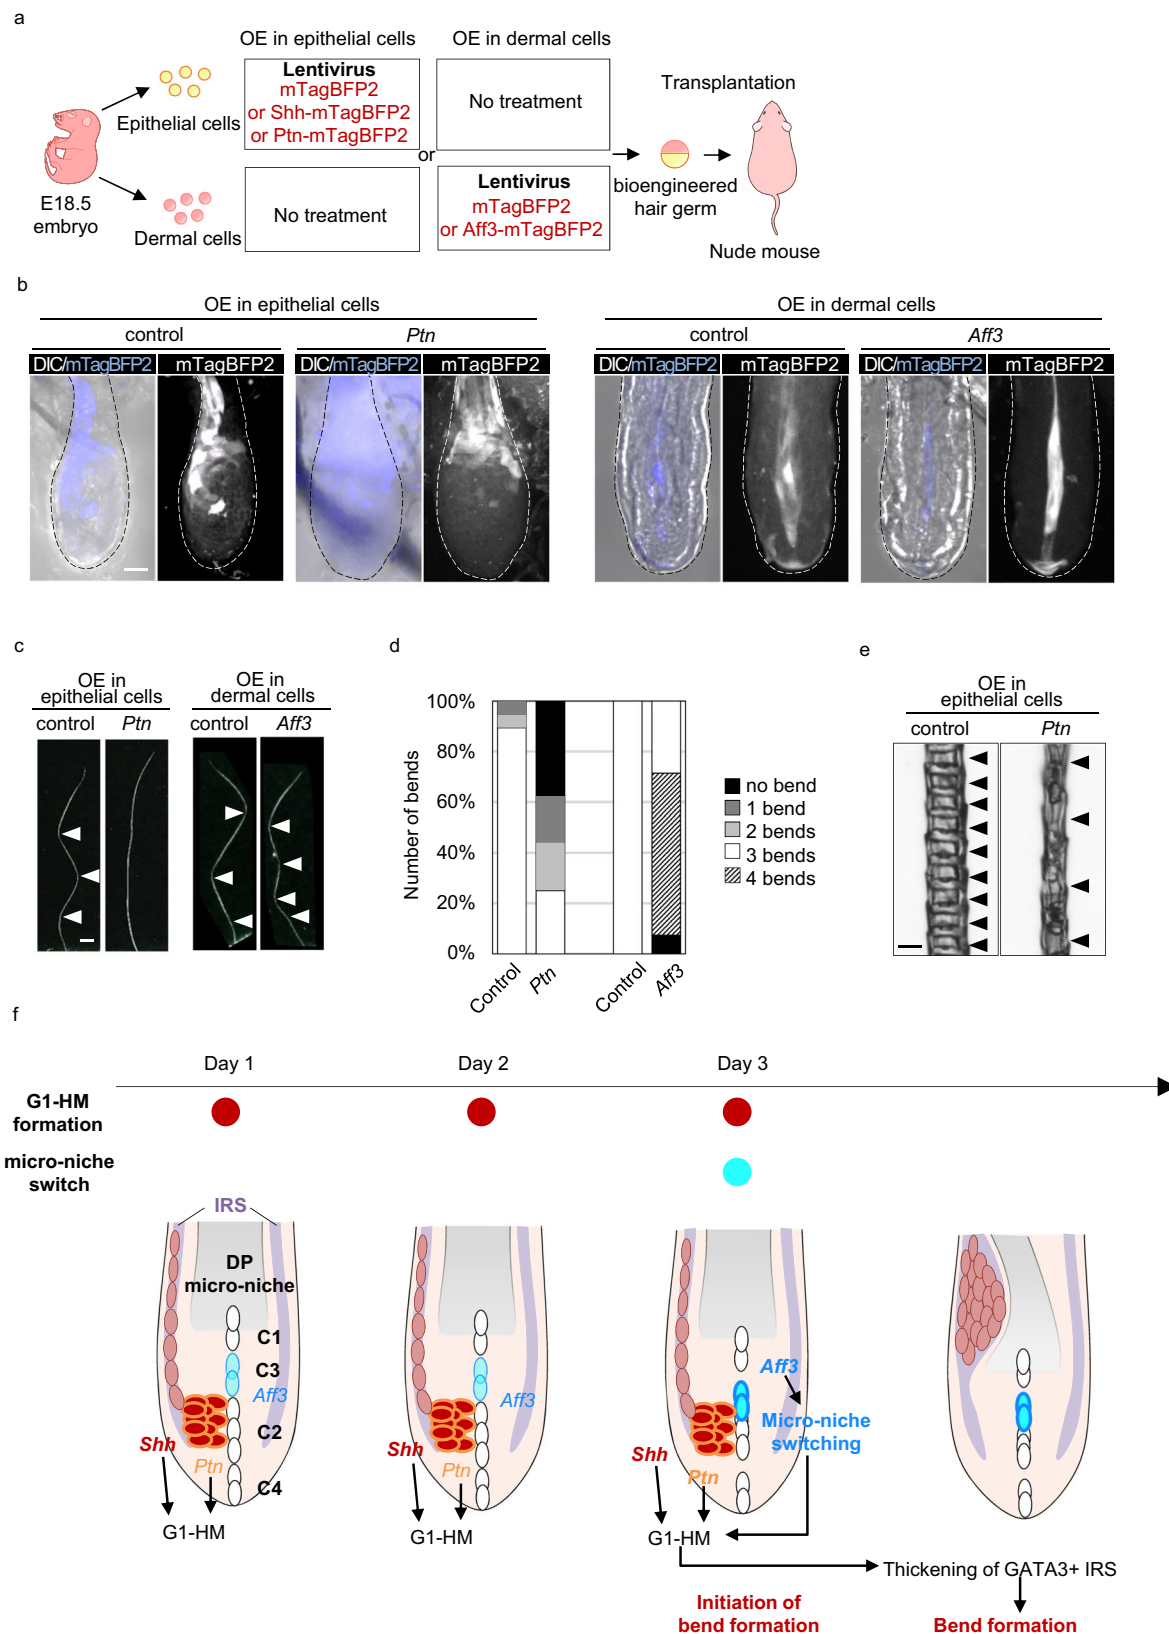 a
OE in epithelial cells
OE in dermal cells
Lentivirus
mTagBFP2
or Shh-mTagBFP2
or Ptn-mTagBFP2
No treatment
Transplantation
Epithelial cells
or
E18.5
embryo
Dermal cells
No treatment
Lentivirus
mTagBFP2
or Aff3-mTagBFP2
bioengineered
hair germ
Nude mouse
b
OE in epithelial cells
OE in dermal cells
control
Ptn
control
Aff3
DIC/mTagBFP2
mTagBFP2
DIC/mTagBFP2
mTagBFP2
DIC/mTagBFP2
mTagBFP2
DIC/mTagBFP2
mTagBFP2
c
OE in
epithelial cells
OE in
dermal cells
control
Ptn
control
Aff3
d
Number of bends
100%
80%
60%
40%
20%
0%
Control
Ptn
Control
Aff3
no bend
1 bend
2 bends
3 bends
4 bends
e
OE in
epithelial cells
control
Ptn
f
Day 1
Day 2
Day 3
G1-HM
formation
micro-niche
switch
IRS
DP
micro-niche
C1
C3
Aff3
C2
Shh
Ptn
C4
G1-HM
Aff3
Shh
Ptn
G1-HM
Aff3
Micro-niche
switching
Shh
Ptn
G1-HM
Thickening of GATA3+ IRS
Initiation of
bend formation
Bend formation